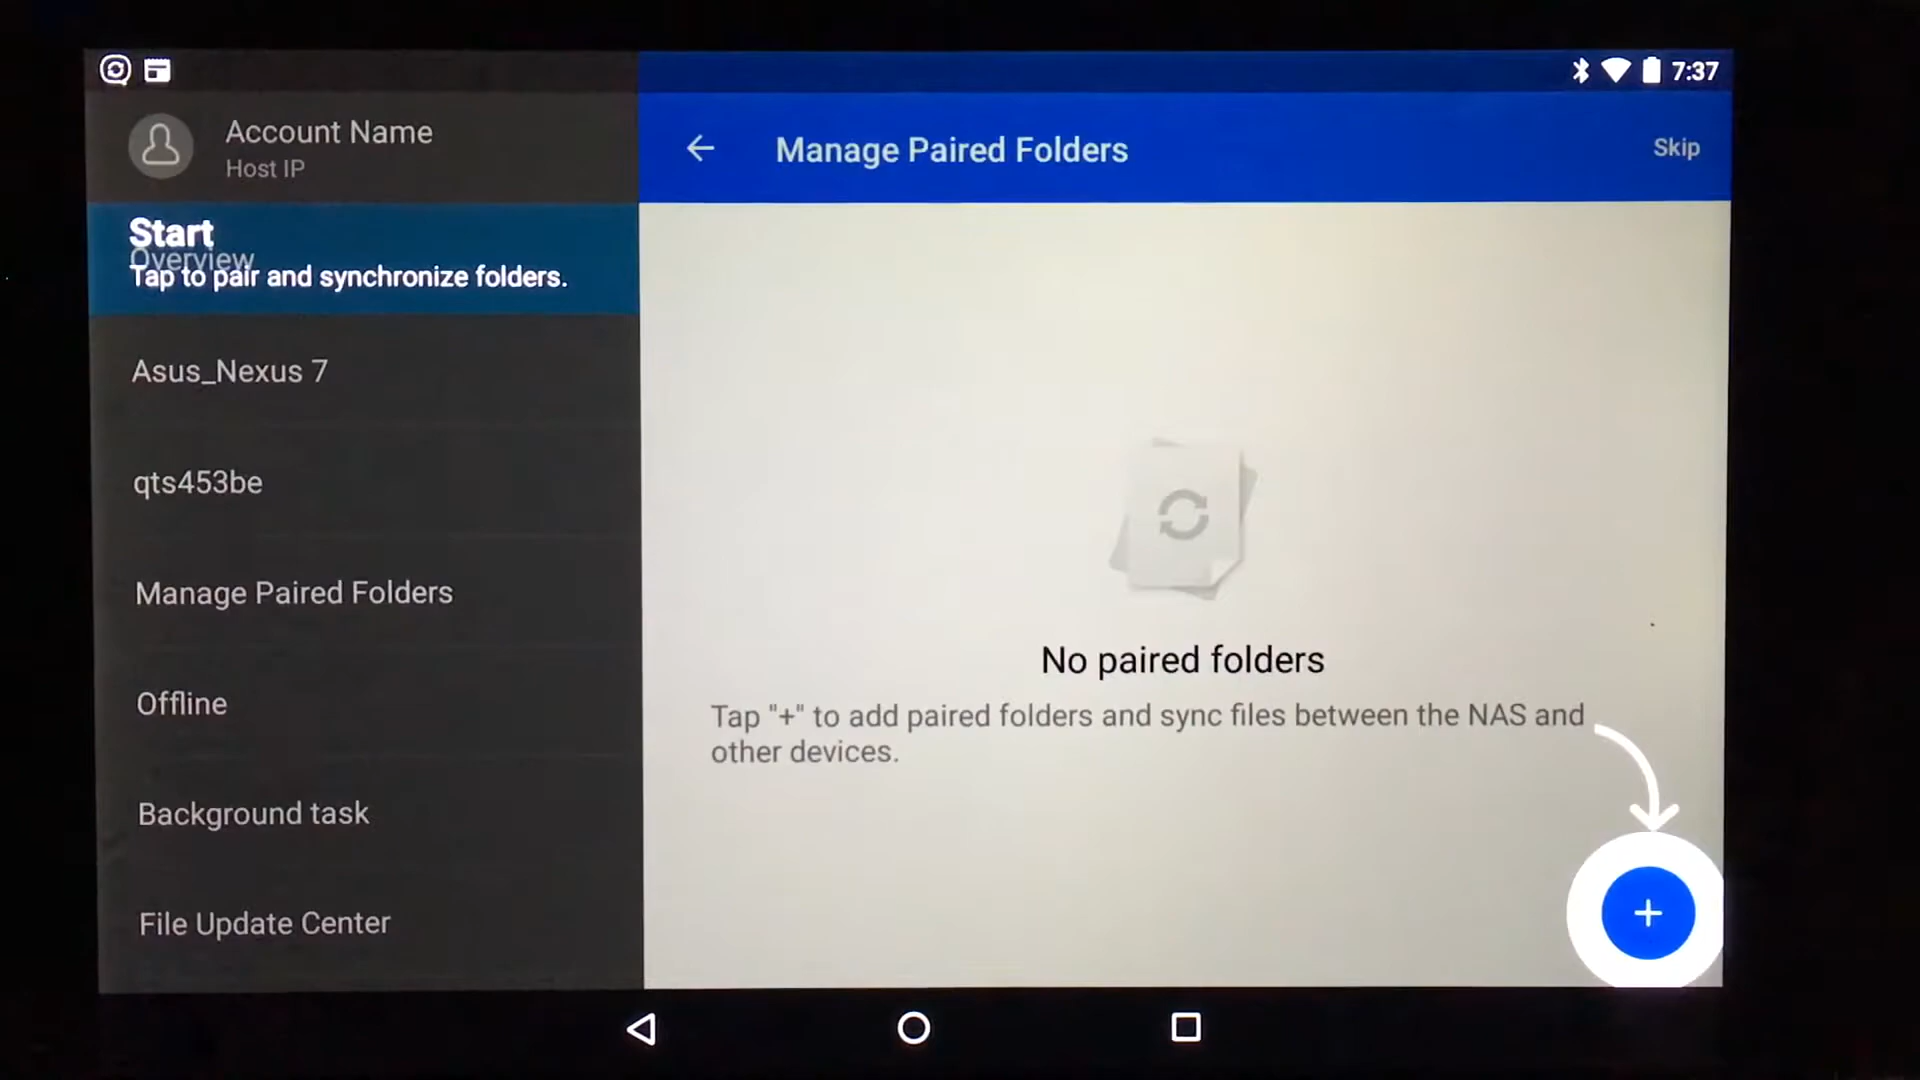 7:37
Account Name
Host IP
Manage Paired Folders
Skip
Start
Overview
Tap to pair and synchronize folders.
Asus_Nexus 7
qts453be
Manage Paired Folders
Offline
Background task
File Update Center
No paired folders
Tap "+" to add paired folders and sync files between the NAS and
other devices.